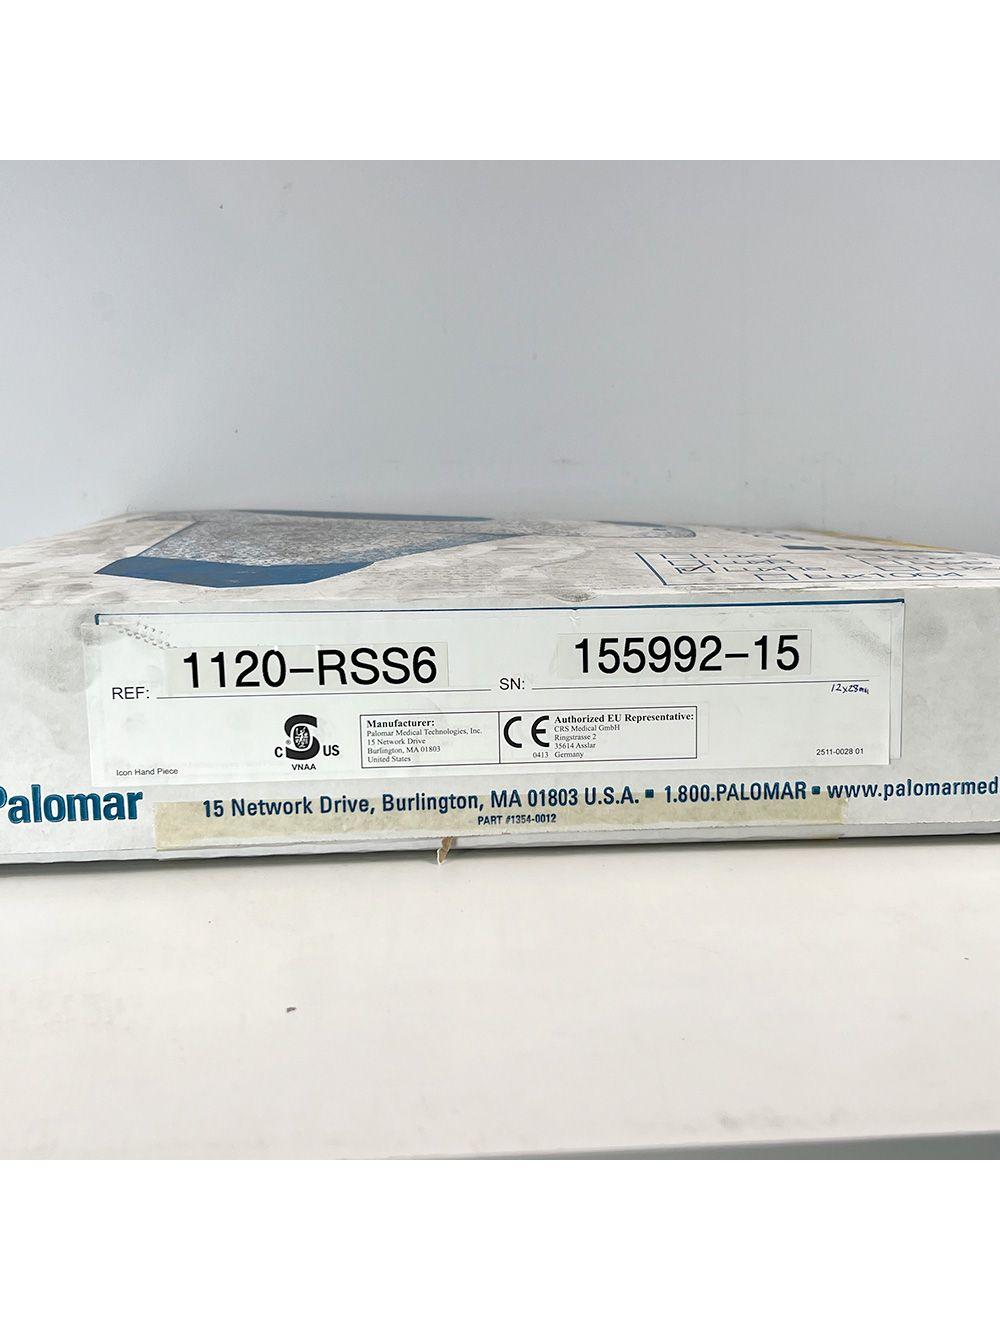 REF: 1120-RSS6
SN: 155992-15
12x28mm
C US
VNAA
Manufacturer:
Palomar Medical Technologies, Inc.
15 Network Drive
Burlington, MA 01803
United States
CE
0413
Authorized EU Representative:
CRS Medical GmbH
Ringstrasse 2
35614 Asslar
Germany
Icon Hand Piece
2511-0028 01
Palomar
15 Network Drive, Burlington, MA 01803 U.S.A. ▪ 1.800.PALOMAR ▪ www.palomarmed
PART #1354-0012